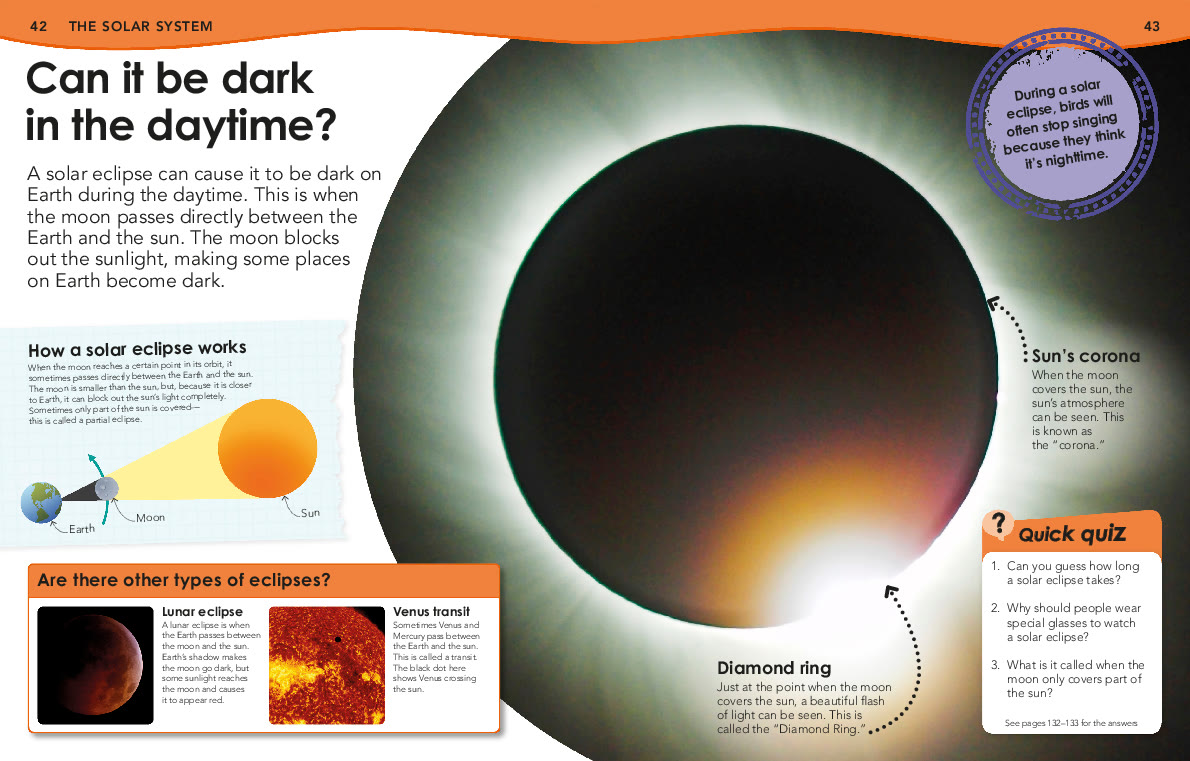 42 THE SOLAR SYSTEM
43
Can it be dark
in the daytime?
A solar eclipse can cause it to be dark on
Earth during the daytime. This is when
the moon passes directly between the
Earth and the sun. The moon blocks
out the sunlight, making some places
on Earth become dark.
During a solar
eclipse, birds will
often stop singing
because they think
it's nighttime.
How a solar eclipse works
When the moon reaches a certain point in its orbit, it
sometimes passes directly between the Earth and the sun.
The moon is smaller than the sun, but, because it is closer
to Earth, it can block out the sun's light completely.
Sometimes only part of the sun is covered—
this is called a partial eclipse.
Earth
Moon
Sun
Sun's corona
When the moon
covers the sun, the
sun's atmosphere
can be seen. This
is known as
the "corona."
Are there other types of eclipses?
Lunar eclipse
A lunar eclipse is when
the Earth passes between
the moon and the sun.
Earth's shadow makes
the moon go dark, but
some sunlight reaches
the moon and causes
it to appear red.
Venus transit
Sometimes Venus and
Mercury pass between
the Earth and the sun.
This is called a transit.
The black dot here
shows Venus crossing
the sun.
Diamond ring
Just at the point when the moon
covers the sun, a beautiful flash
of light can be seen. This is
called the "Diamond Ring."
? Quick quiz
1. Can you guess how long
a solar eclipse takes?
2. Why should people wear
special glasses to watch
a solar eclipse?
3. What is it called when the
moon only covers part of
the sun?
See pages 132–133 for the answers